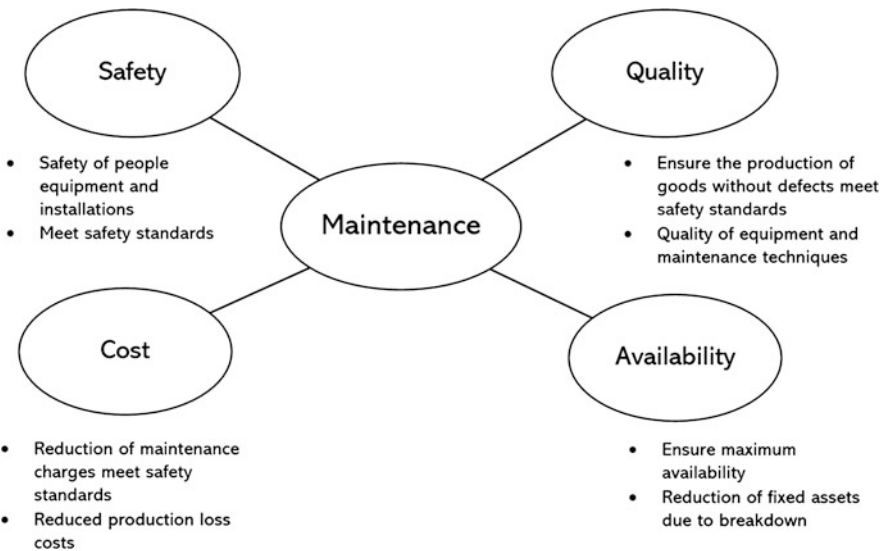 Safety
Quality
• Safety of people
equipment and
installations
• Meet safety standards
• Ensure the production of
goods without defects meet
safety standards
• Quality of equipment and
maintenance techniques
Maintenance
Cost
Availability
• Reduction of maintenance
charges meet safety
standards
• Reduced production loss
costs
• Ensure maximum
availability
• Reduction of fixed assets
due to breakdown